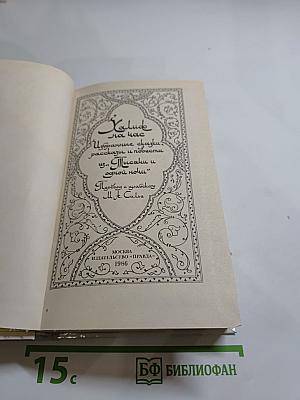 Халиф
на час
Избранные сказки,
рассказы и повести
из „Тысячи и
одной ночи“
Перевод с арабского
М. А. Салье
МОСКВА
ИЗДАТЕЛЬСТВО «ПРАВДА»
1986
15с
БФ БИБЛИОФАН